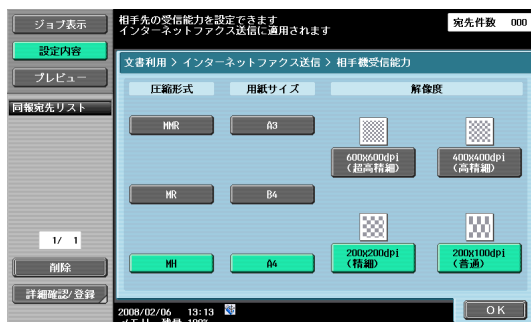 ジョブ表示
設定内容
プレビュー
同報宛先リスト
1/ 1
削除
詳細確認/登録
相手先の受信能力を設定できます
インターネットファクス送信に適用されます
宛先件数 000
文書利用 > インターネットファクス送信 > 相手機受信能力
圧縮形式 用紙サイズ 解像度
MMR A3
600x600dpi (超高精細)
400x400dpi (高精細)
MR B4
MH A4
200x200dpi (精細)
200x100dpi (普通)
2008/02/06 13:13
メモリー残量 100%
OK